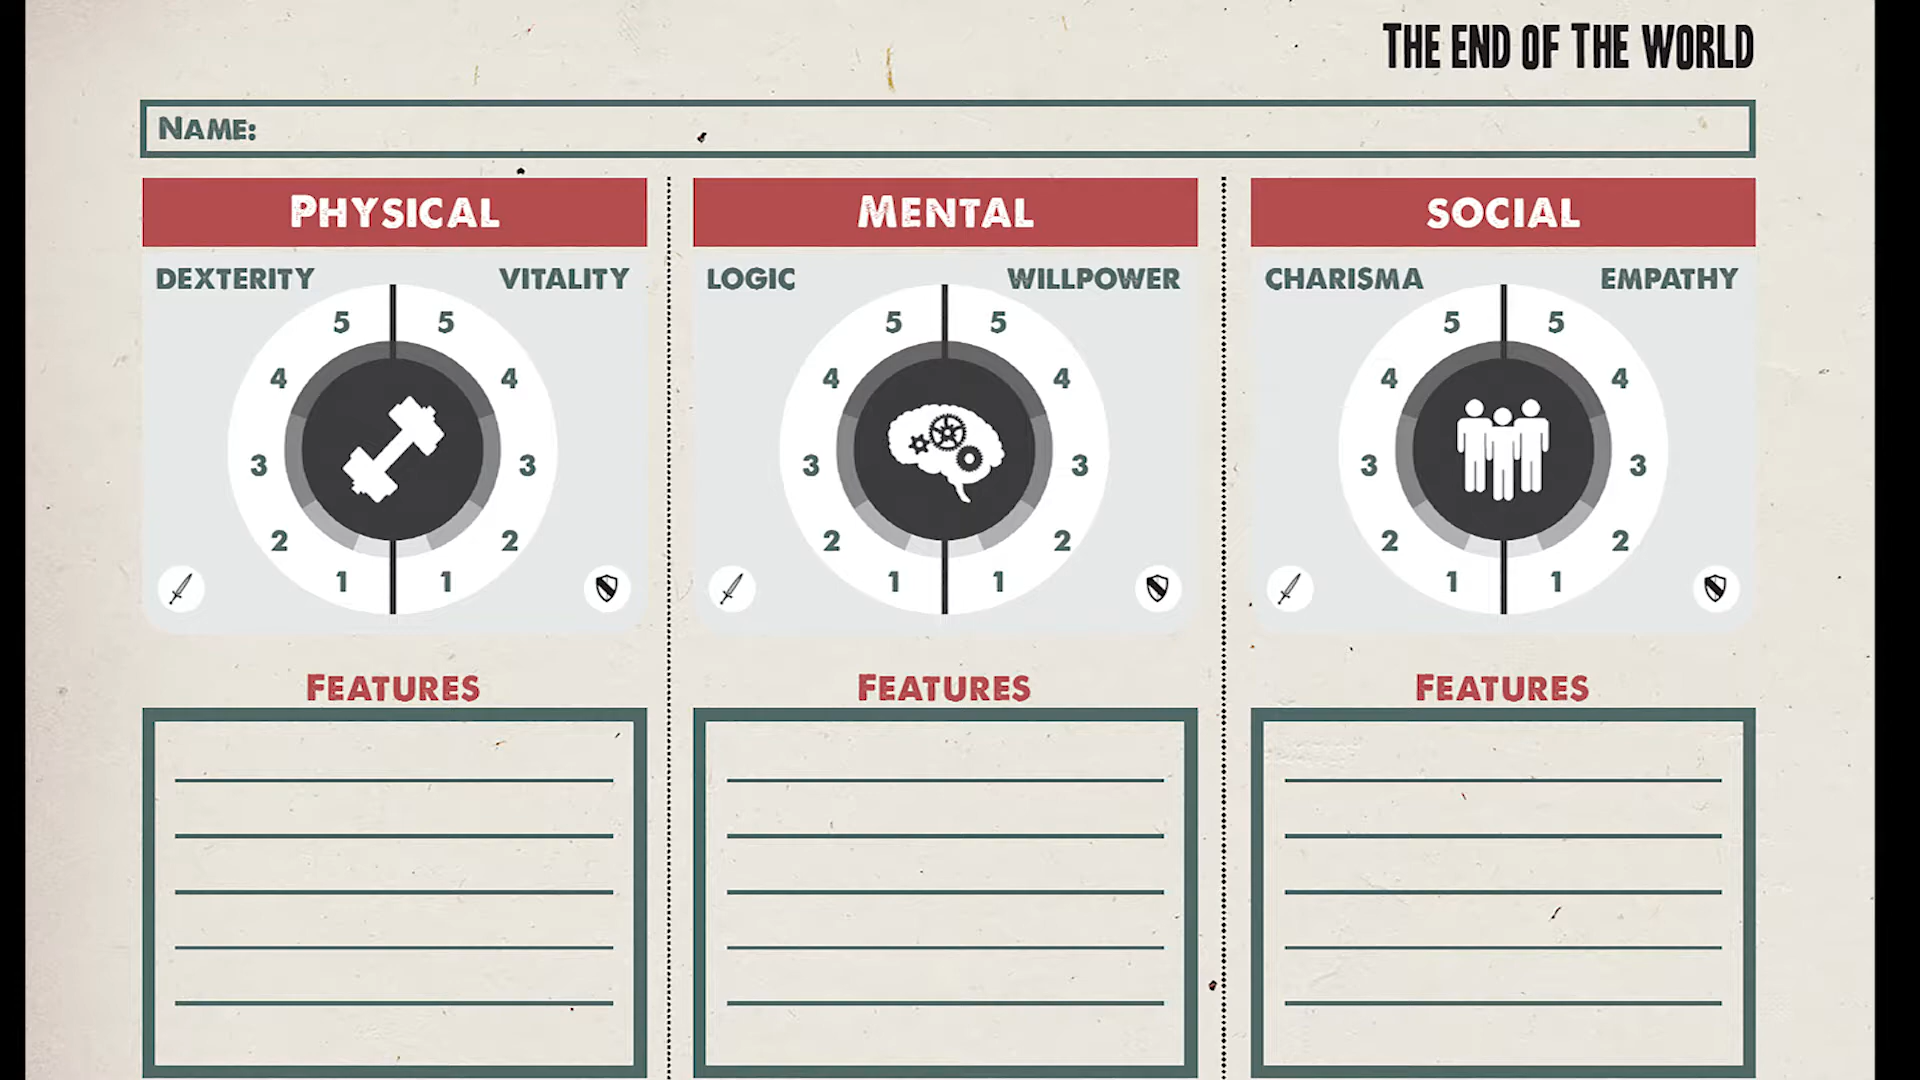 THE END OF THE WORLD
NAME:
PHYSICAL
DEXTERITY VITALITY
5 5
4 4
3 3
2 2
1 1
FEATURES
MENTAL
LOGIC WILLPOWER
5 5
4 4
3 3
2 2
1 1
FEATURES
SOCIAL
CHARISMA EMPATHY
5 5
4 4
3 3
2 2
1 1
FEATURES